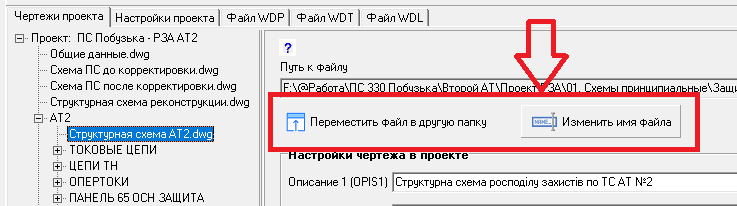 Чертежи проекта Настройки проекта Файл WDP Файл WDT Файл WDL
Проект: ПС Побузька - РЗА АТ2
Общие данные.dwg
Схема ПС до корректировки.dwg
Схема ПС после корректировки.dwg
Структурная схема реконструкции.dwg
АТ2
Структурная схема АТ2.dwg
ТОКОВЫЕ ЦЕПИ
ЦЕПИ ТН
ОПЕРТОКИ
ПАНЕЛЬ 65 ОСН ЗАЩИТА
?
Путь к файлу
F:\@Работа\ПС 330 Побузька\Второй АТ\Проект РЗА\01. Схемы принципиальные\Защи
Переместить файл в другую папку
NAME...
Изменить имя файла
Настройки чертежа в проекте
Описание 1 (OPIS1) Структурна схема росподілу захистів по ТС АТ №2